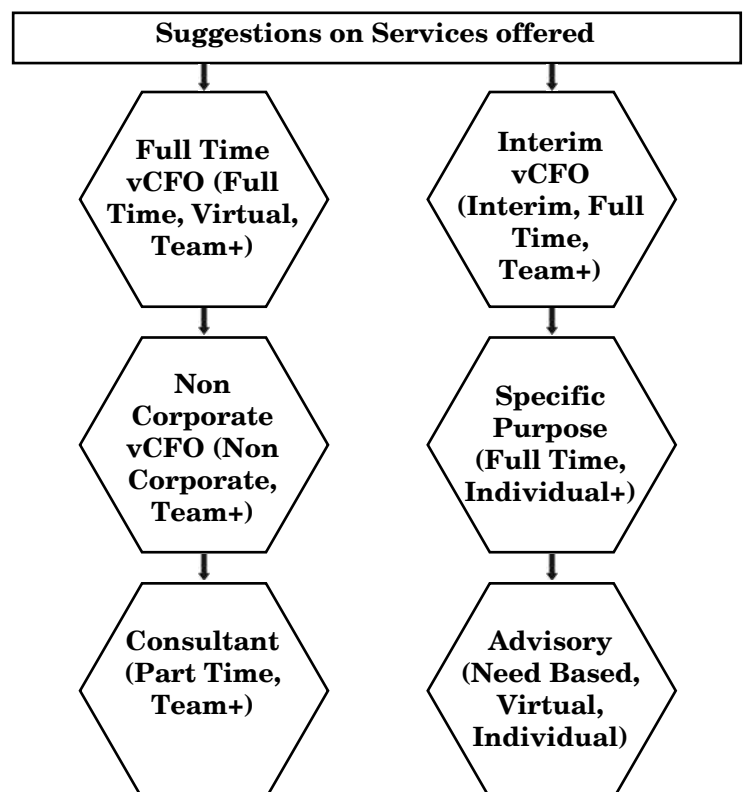 Suggestions on Services offered
Full Time
vCFO (Full
Time, Virtual,
Team+)
Interim
vCFO
(Interim, Full
Time,
Team+)
Non
Corporate
vCFO (Non
Corporate,
Team+)
Specific
Purpose
(Full Time,
Individual+)
Consultant
(Part Time,
Team+)
Advisory
(Need Based,
Virtual,
Individual)